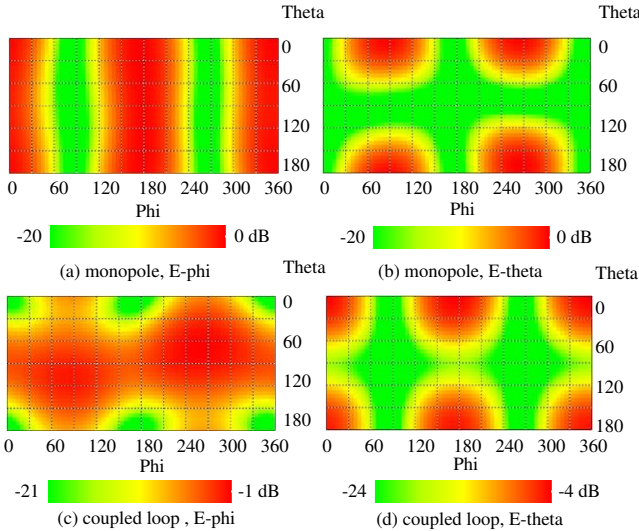 Theta
0
60
120
180
0 60 120 180 240 300 360
Phi
-20 0 dB
(a) monopole, E-phi
Theta
0
60
120
180
0 60 120 180 240 300 360
Phi
-20 0 dB
(b) monopole, E-theta
Theta
0
60
120
180
0 60 120 180 240 300 360
Phi
-21 -1 dB
(c) coupled loop , E-phi
Theta
0
60
120
180
0 60 120 180 240 300 360
Phi
-24 -4 dB
(d) coupled loop, E-theta